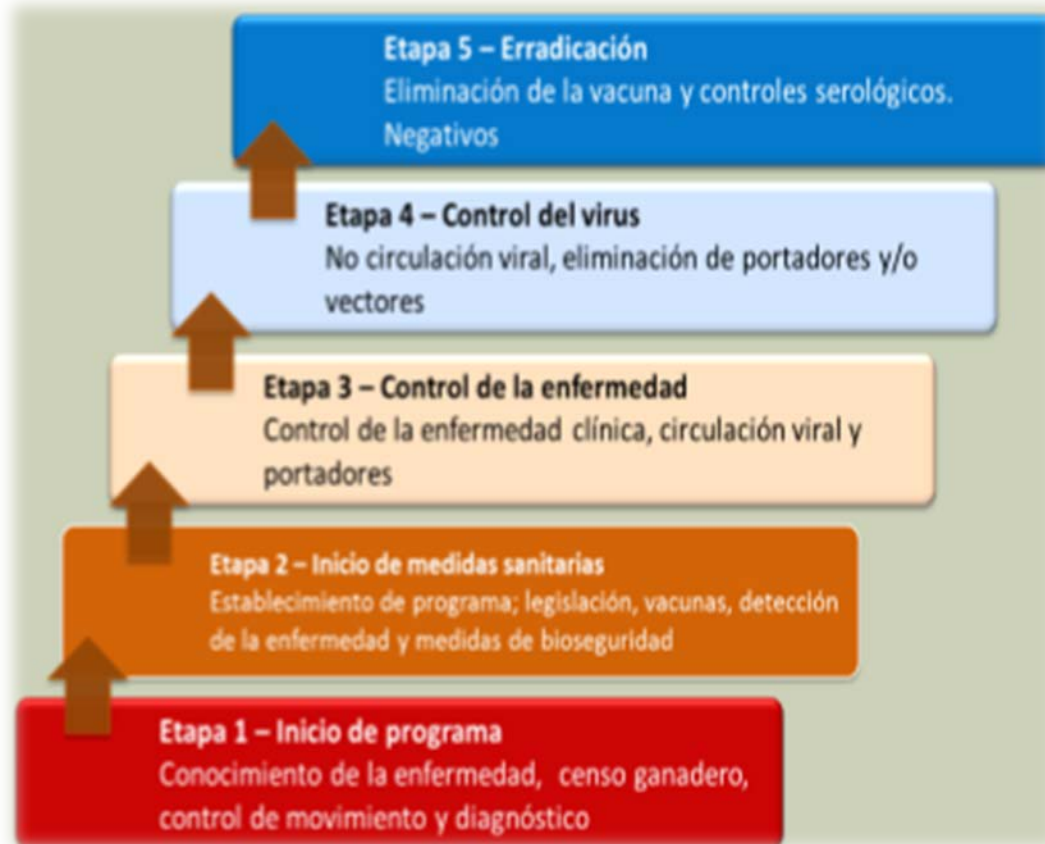 Etapa 5 – Erradicación
Eliminación de la vacuna y controles serológicos.
Negativos
Etapa 4 – Control del virus
No circulación viral, eliminación de portadores y/o
vectores
Etapa 3 – Control de la enfermedad
Control de la enfermedad clínica, circulación viral y
portadores
Etapa 2 – Inicio de medidas sanitarias
Establecimiento de programa; legislación, vacunas, detección
de la enfermedad y medidas de bioseguridad
Etapa 1 – Inicio de programa
Conocimiento de la enfermedad, censo ganadero,
control de movimiento y diagnóstico